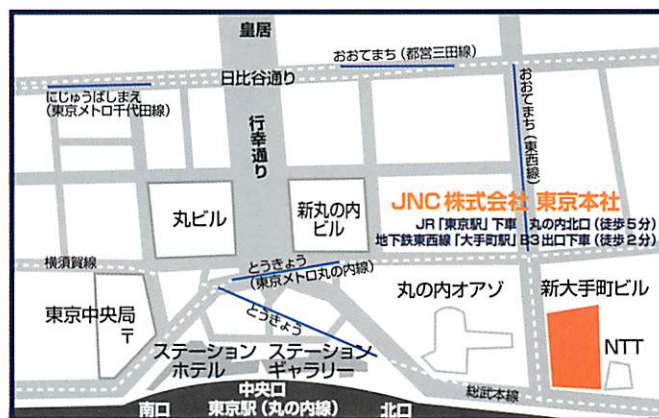 皇居
おおてまち（都営三田線）
日比谷通り
にじゅうばしまえ
（東京メトロ千代田線）
おおてまち（東西線）
行幸通り
丸ビル
新丸の内
ビル
JNC株式会社 東京本社
JR「東京駅」下車 丸の内北口（徒歩5分）
地下鉄東西線「大手町駅」B3出口下車（徒歩2分）
横須賀線
とうきょう
（東京メトロ丸の内線）
東京中央局
〒
丸の内オアゾ
新大手町ビル
とうきょう
ステーション
ホテル
ステーション
ギャラリー
NTT
総武本線
中央口
南口
東京駅（丸の内線）
北口